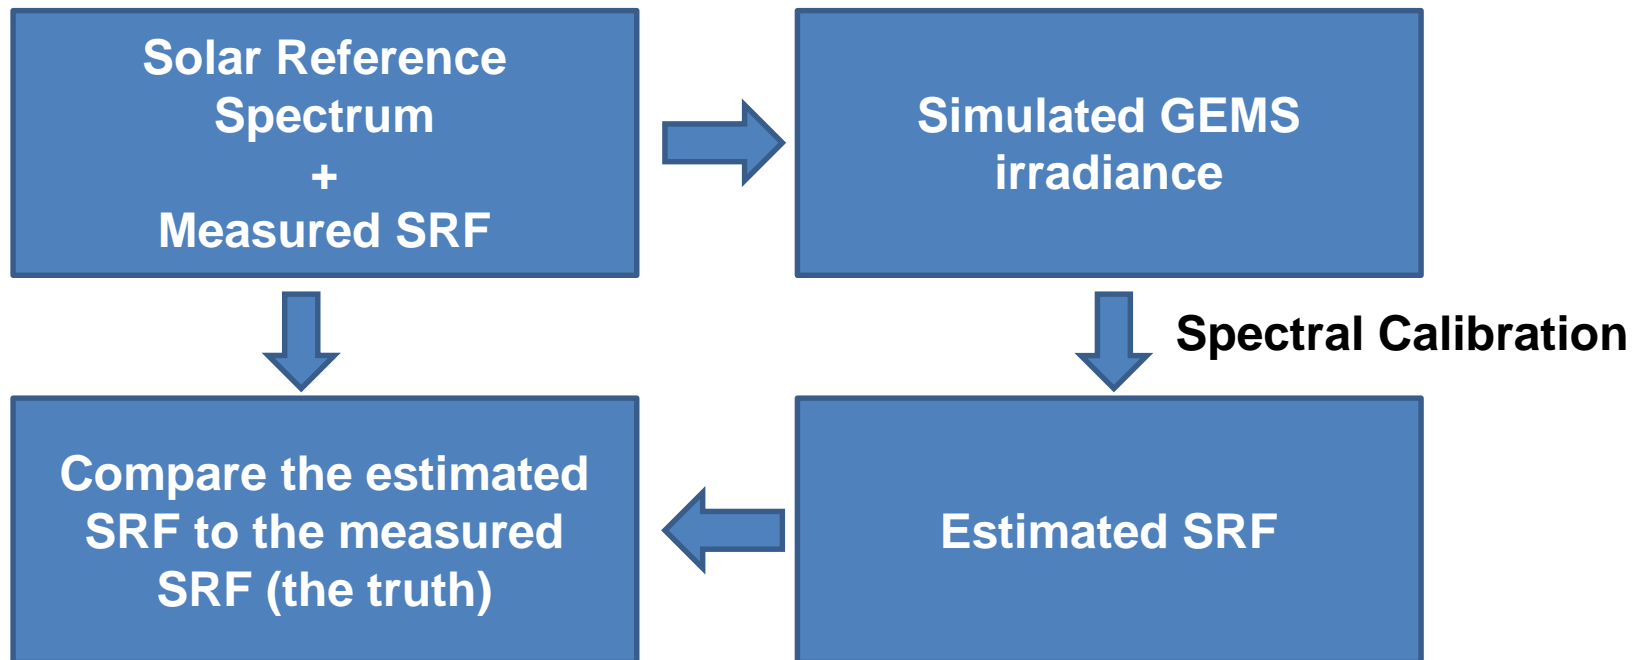 Solar Reference
Spectrum
+
Measured SRF
Simulated GEMS
irradiance
Spectral Calibration
Compare the estimated
SRF to the measured
SRF (the truth)
Estimated SRF